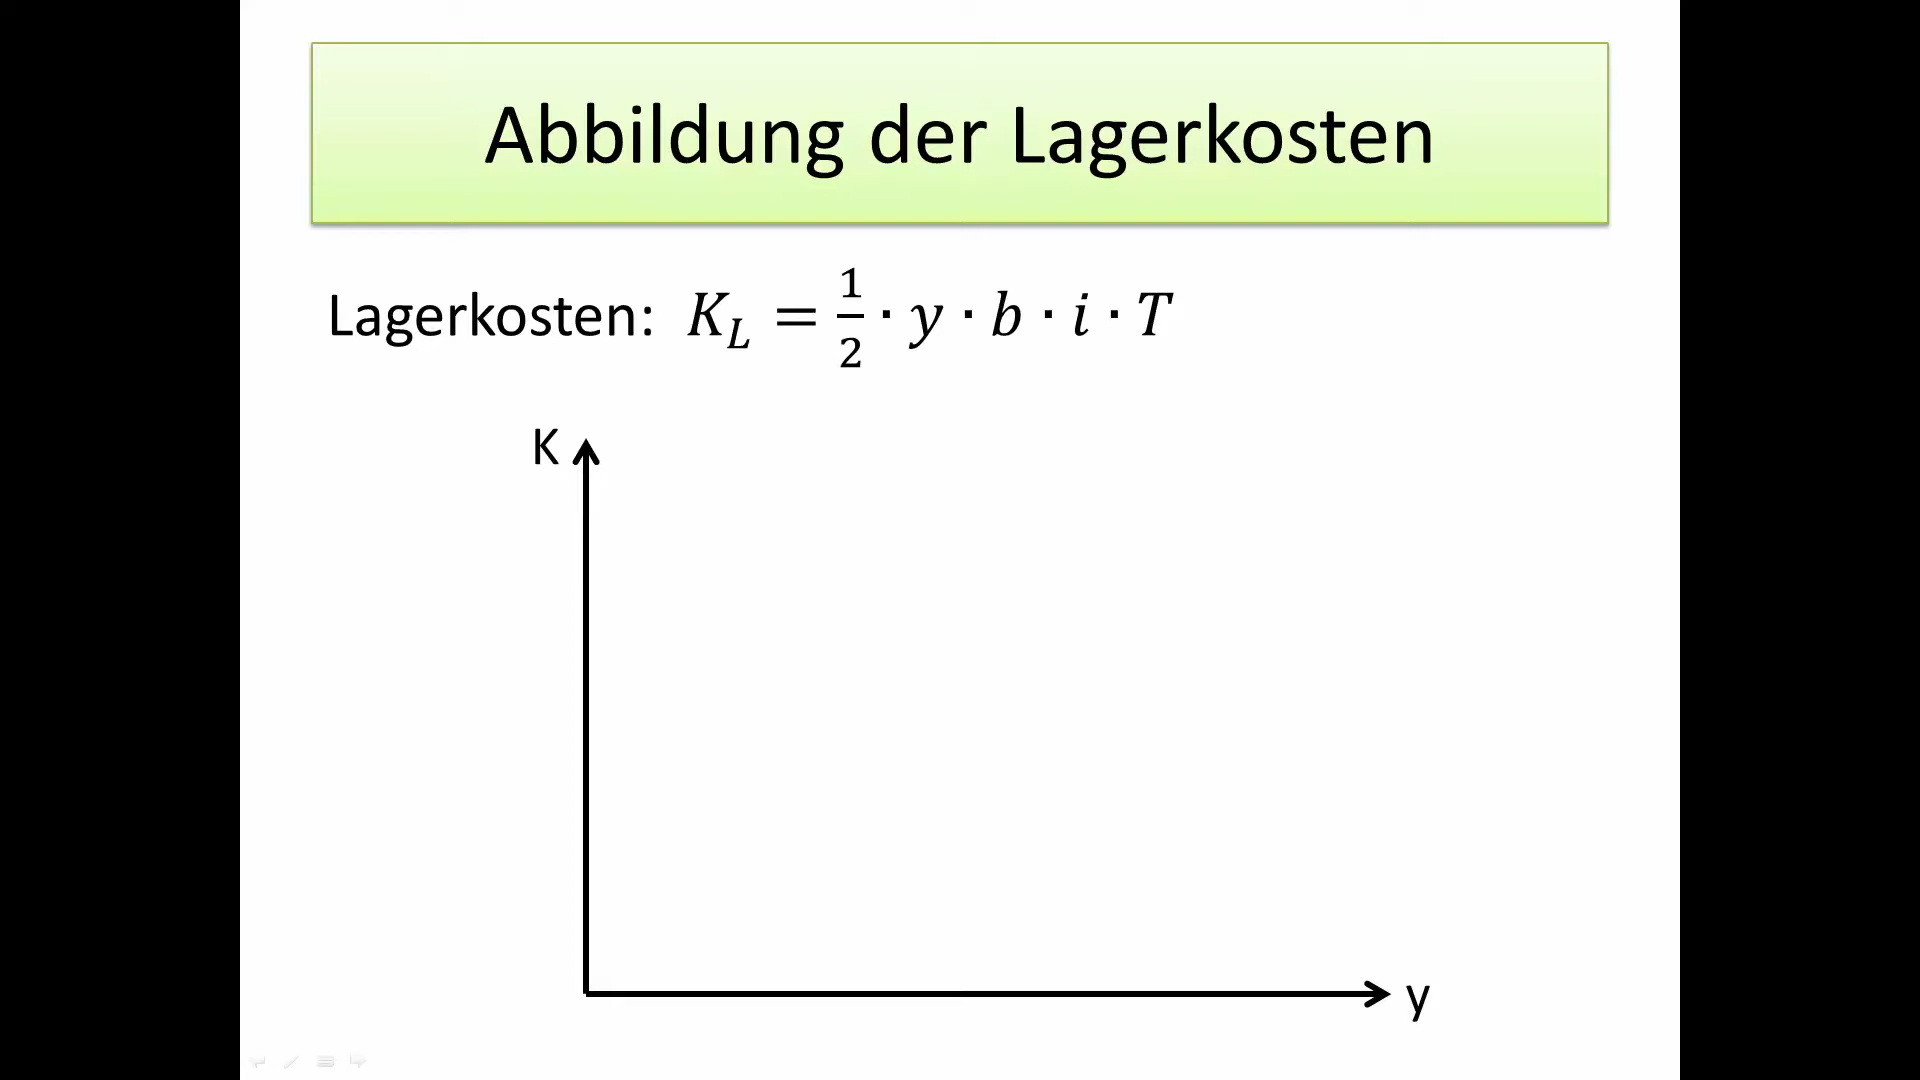 Abbildung der Lagerkosten
Lagerkosten: K_L = 1/2 · y · b · i · T
K
y